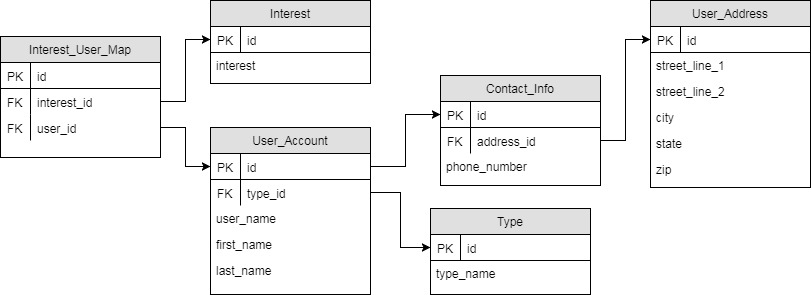 Interest_User_Map
PK id
FK interest_id
FK user_id
Interest
PK id
interest
User_Account
PK id
FK type_id
user_name
first_name
last_name
Contact_Info
PK id
FK address_id
phone_number
Type
PK id
type_name
User_Address
PK id
street_line_1
street_line_2
city
state
zip